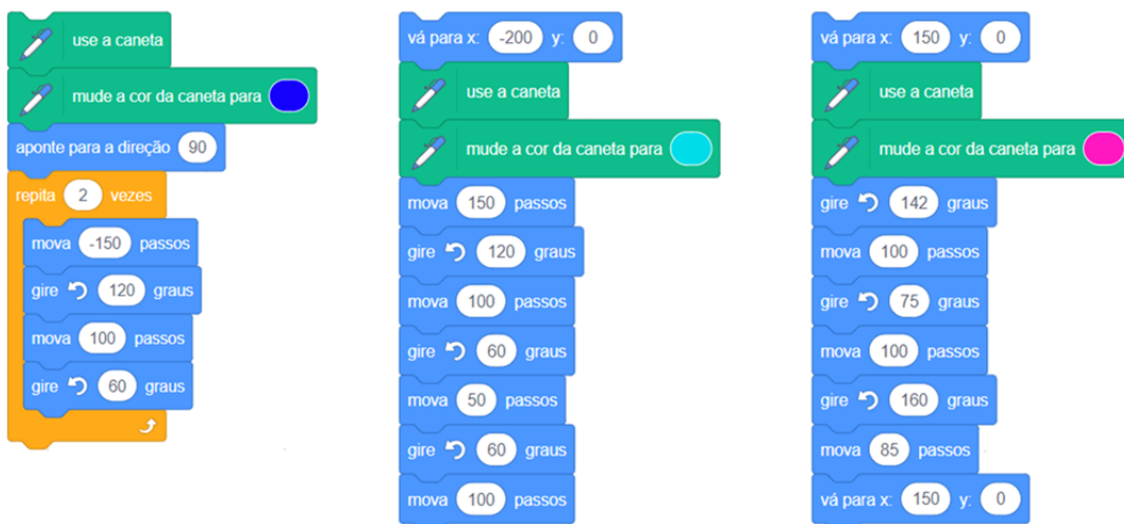 use a caneta
mude a cor da caneta para
aponte para a direção 90
repita 2 vezes
mova -150 passos
gire 120 graus
mova 100 passos
gire 60 graus
vá para x: -200 y: 0
use a caneta
mude a cor da caneta para
mova 150 passos
gire 120 graus
mova 100 passos
gire 60 graus
mova 50 passos
gire 60 graus
mova 100 passos
vá para x: 150 y: 0
use a caneta
mude a cor da caneta para
gire 142 graus
mova 100 passos
gire 75 graus
mova 100 passos
gire 160 graus
mova 85 passos
vá para x: 150 y: 0